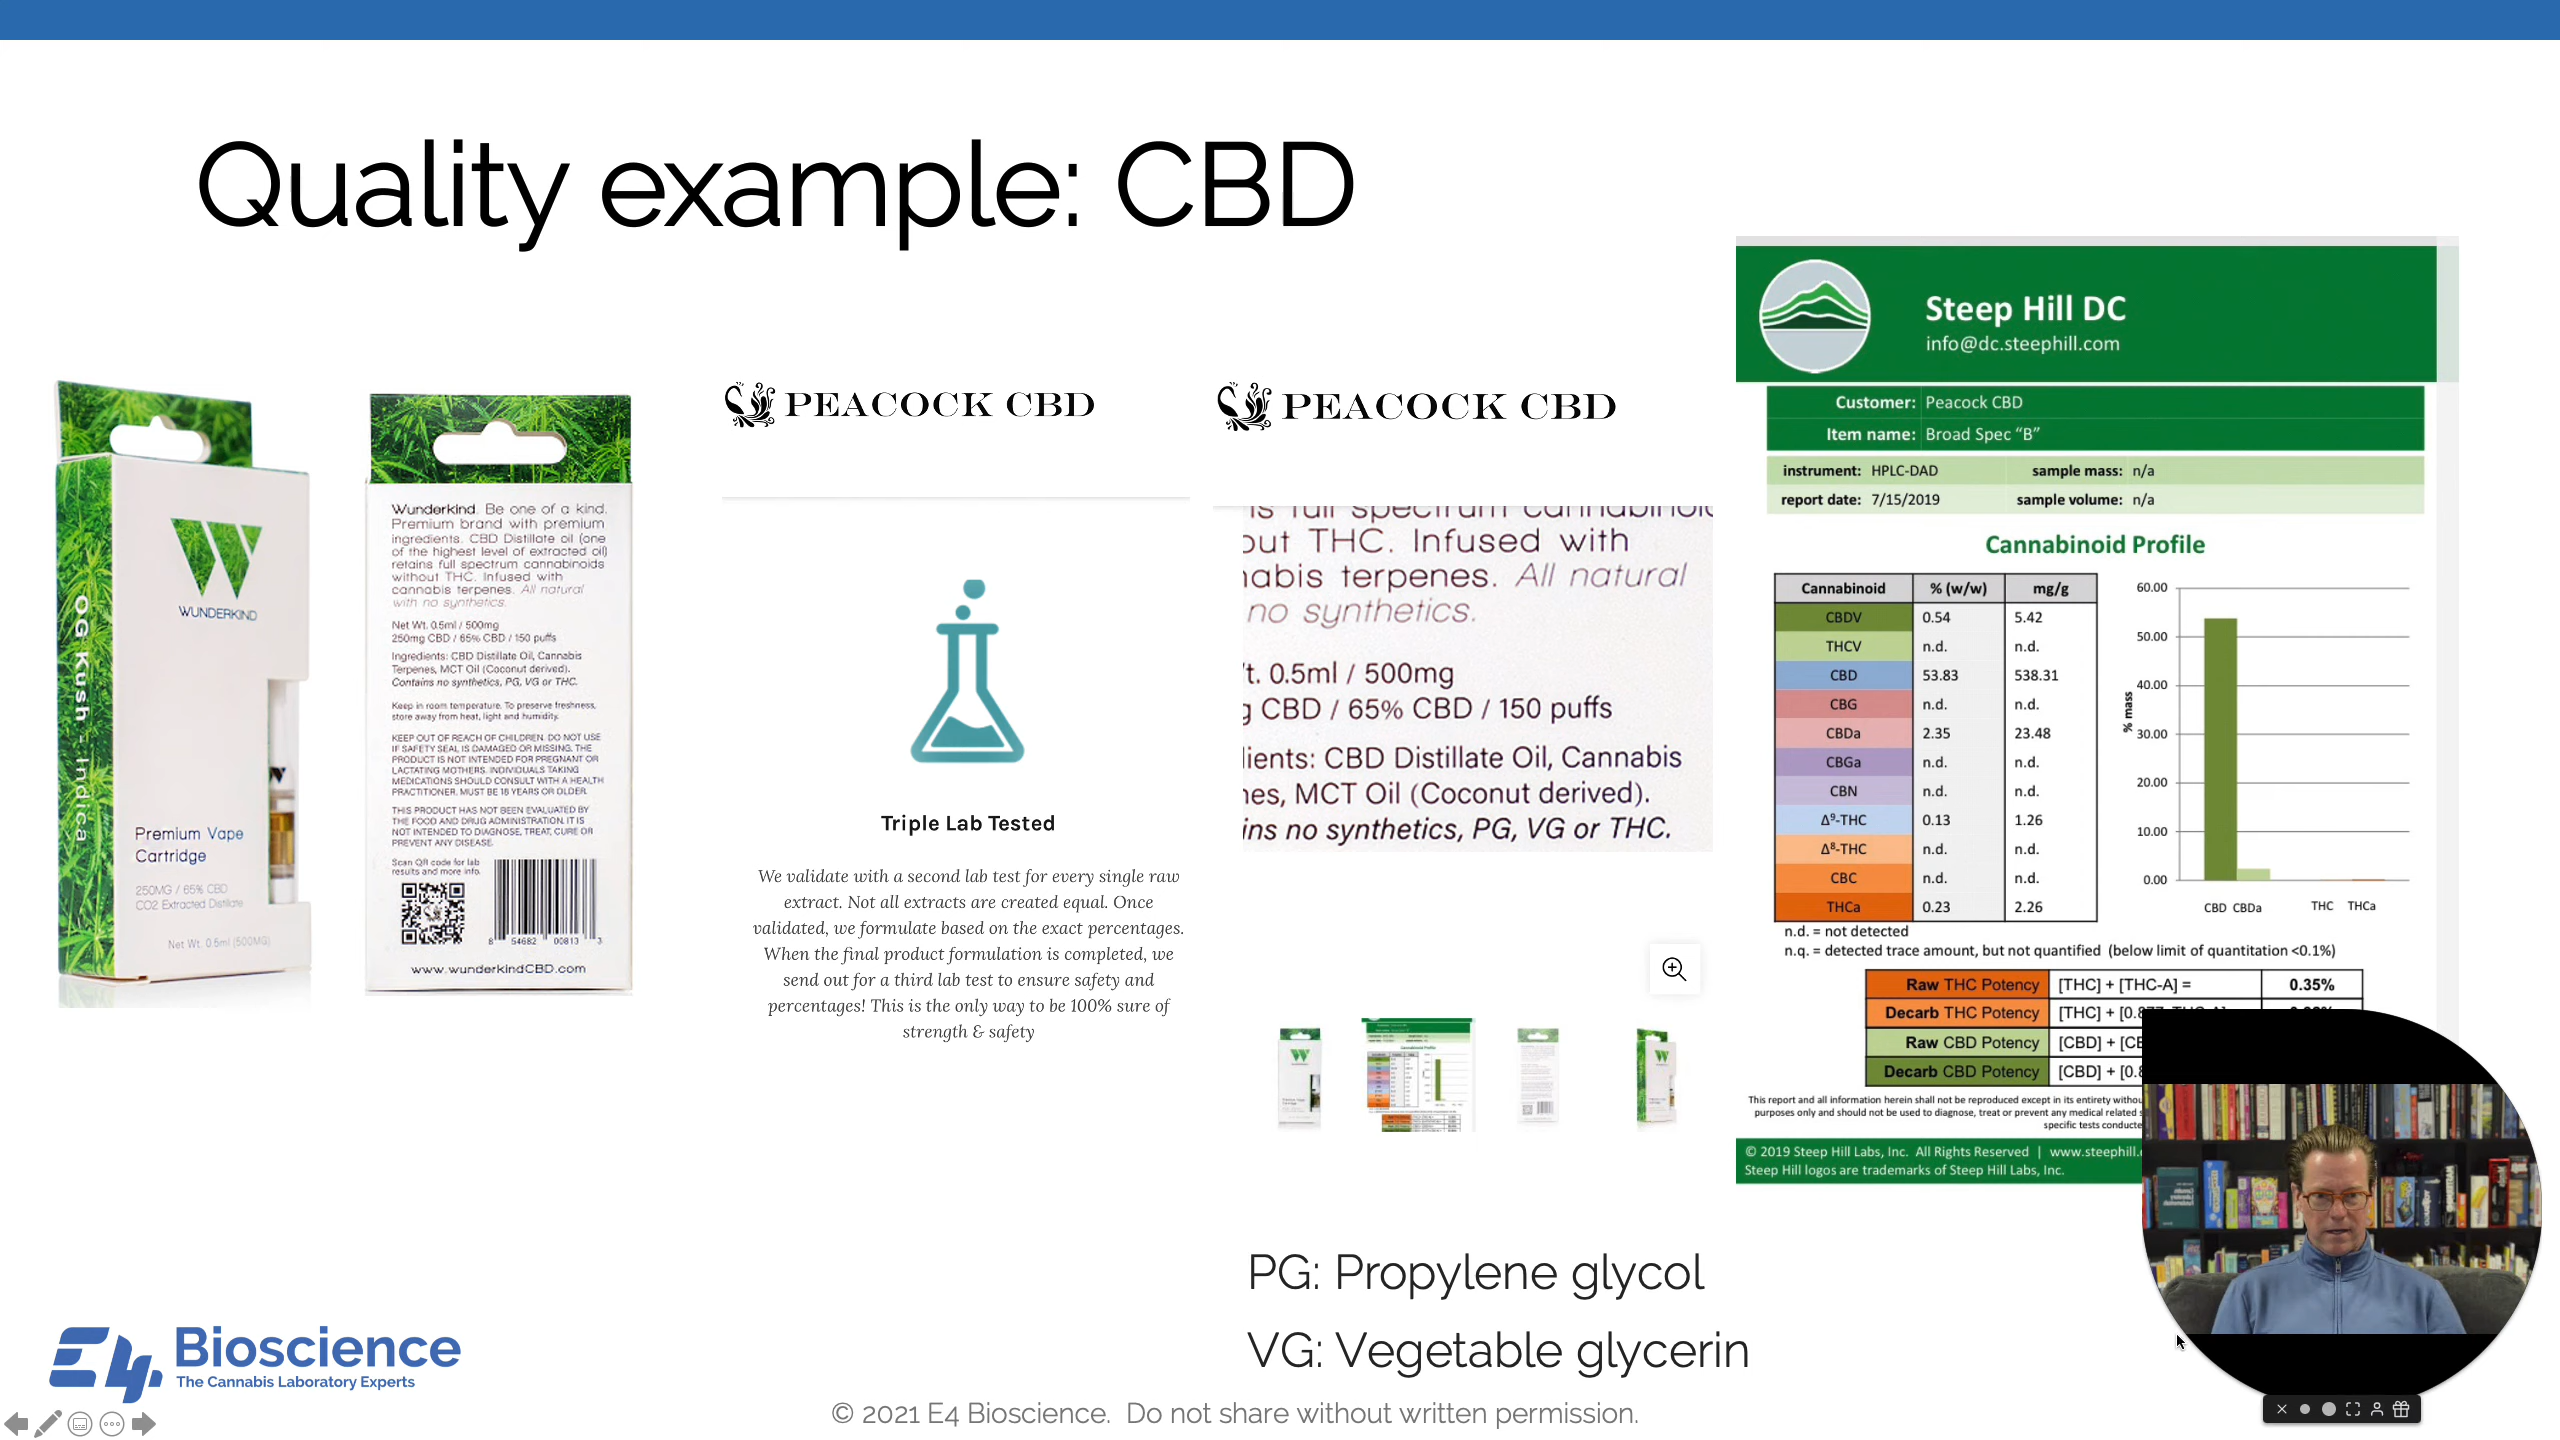 Quality example: CBD
WUNDERKIND
OG Kush - Indica
Premium Vape
Cartridge
250MG / 65% CBD
CO2 Extracted Distillate
Net Wt. 0.5ml (500MG)
Wunderkind. Be one of a kind.
Premium brand with premium
ingredients. CBD Distillate oil (one
of the highest level of extracted oil)
retains full spectrum cannabinoids
without THC. Infused with
cannabis terpenes. All natural
with no synthetics.
Net Wt. 0.5ml / 500mg
250mg CBD / 65% CBD / 150 puffs
Ingredients: CBD Distillate Oil, Cannabis
Terpenes, MCT Oil (Coconut derived).
Contains no synthetics, PG, VG or THC.
Keep in room temperature. To preserve freshness,
store away from heat, light and humidity.
KEEP OUT OF REACH OF CHILDREN. DO NOT USE
IF SAFETY SEAL IS DAMAGED OR MISSING. THE
PRODUCT IS NOT INTENDED FOR PREGNANT OR
LACTATING MOTHERS. INDIVIDUALS TAKING
MEDICATIONS SHOULD CONSULT WITH A HEALTH
PRACTITIONER. MUST BE 18 YEARS OR OLDER.
THIS PRODUCT HAS NOT BEEN EVALUATED BY
THE FOOD AND DRUG ADMINISTRATION. IT IS
NOT INTENDED TO DIAGNOSE, TREAT, CURE OR
PREVENT ANY DISEASE.
Scan QR code for lab
results and more info.
8 54682 00813 3
www.wunderkindCBD.com
PEACOCK CBD
Triple Lab Tested
We validate with a second lab test for every single raw
extract. Not all extracts are created equal. Once
validated, we formulate based on the exact percentages.
When the final product formulation is completed, we
send out for a third lab test to ensure safety and
percentages! This is the only way to be 100% sure of
strength & safety
PEACOCK CBD
is full spectrum cannabinoid
out THC. Infused with
nabis terpenes. All natural
no synthetics.
t. 0.5ml / 500mg
g CBD / 65% CBD / 150 puffs
lients: CBD Distillate Oil, Cannabis
nes, MCT Oil (Coconut derived).
ins no synthetics, PG, VG or THC.
Steep Hill DC
info@dc.steephill.com
Customer: Peacock CBD
Item name: Broad Spec “B”
instrument: HPLC-DAD sample mass: n/a
report date: 7/15/2019 sample volume: n/a
Cannabinoid Profile
Cannabinoid % (w/w) mg/g
CBDV 0.54 5.42
THCV n.d. n.d.
CBD 53.83 538.31
CBG n.d. n.d.
CBDa 2.35 23.48
CBGa n.d. n.d.
CBN n.d. n.d.
Δ9-THC 0.13 1.26
Δ8-THC n.d. n.d.
CBC n.d. n.d.
THCa 0.23 2.26
% mass
60.00
50.00
40.00
30.00
20.00
10.00
0.00
CBD CBDa THC THCa
n.d. = not detected
n.q. = detected trace amount, but not quantified (below limit of quantitation <0.1%)
Raw THC Potency [THC] + [THC-A] = 0.35%
Decarb THC Potency [THC] + [0.877
Raw CBD Potency [CBD] + [CB
Decarb CBD Potency [CBD] + [0.8
This report and all information herein shall not be reproduced except in its entirety withou
purposes only and should not be used to diagnose, treat or prevent any medical related s
specific tests conducte
© 2019 Steep Hill Labs, Inc. All Rights Reserved | www.steephill.
Steep Hill logos are trademarks of Steep Hill Labs, Inc.
PG: Propylene glycol
VG: Vegetable glycerin
E4 Bioscience
The Cannabis Laboratory Experts
© 2021 E4 Bioscience. Do not share without written permission.